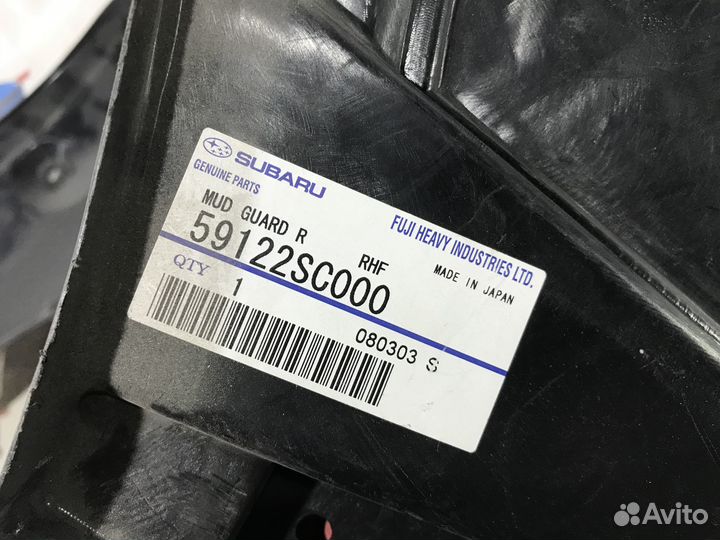 SUBARU
GENUINE PARTS
FUJI HEAVY INDUSTRIES LTD.
MUD GUARD R
RHF
MADE IN JAPAN
59122SC000
QTY 1
080303 S
Avito